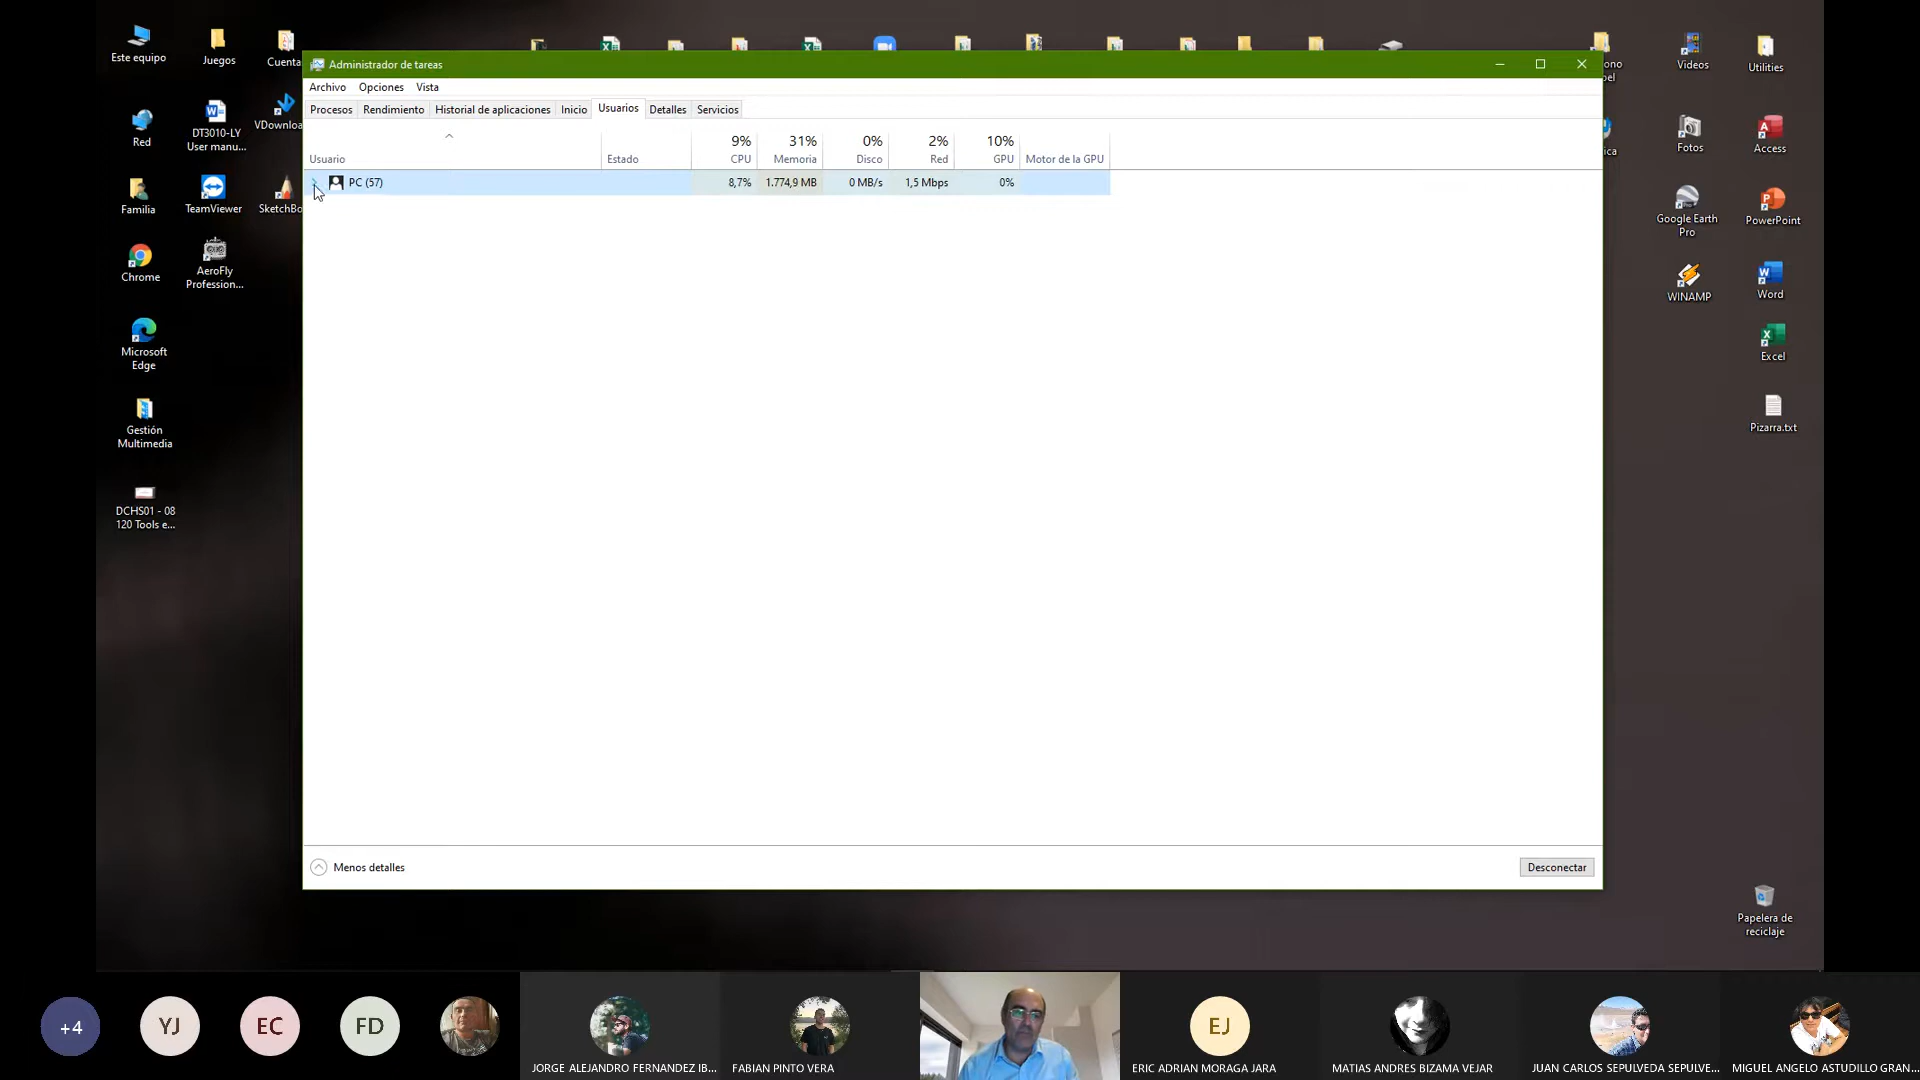 Este equipo
Juegos
Cuenta
Red
DT3010-LY
User manu...
VDownloa
Familia
TeamViewer
SketchBo
Chrome
AeroFly
Profession...
Microsoft
Edge
Gestión
Multimedia
DCHS01 - 08
120 Tools e...
Administrador de tareas
Archivo Opciones Vista
Procesos Rendimiento Historial de aplicaciones Inicio Usuarios Detalles Servicios
9% 31% 0% 2% 10%
Usuario Estado CPU Memoria Disco Red GPU Motor de la GPU
PC (57) 8,7% 1.774,9 MB 0 MB/s 1,5 Mbps 0%
Menos detalles
Desconectar
ono
pel
Videos
Utilities
ica
Fotos
Access
Google Earth
Pro
PowerPoint
WINAMP
Word
Excel
Pizarra.txt
Papelera de
reciclaje
+4
YJ
EC
FD
EJ
JORGE ALEJANDRO FERNANDEZ IB...
FABIAN PINTO VERA
ERIC ADRIAN MORAGA JARA
MATIAS ANDRES BIZAMA VEJAR
JUAN CARLOS SEPULVEDA SEPULVE...
MIGUEL ANGELO ASTUDILLO GRAN...